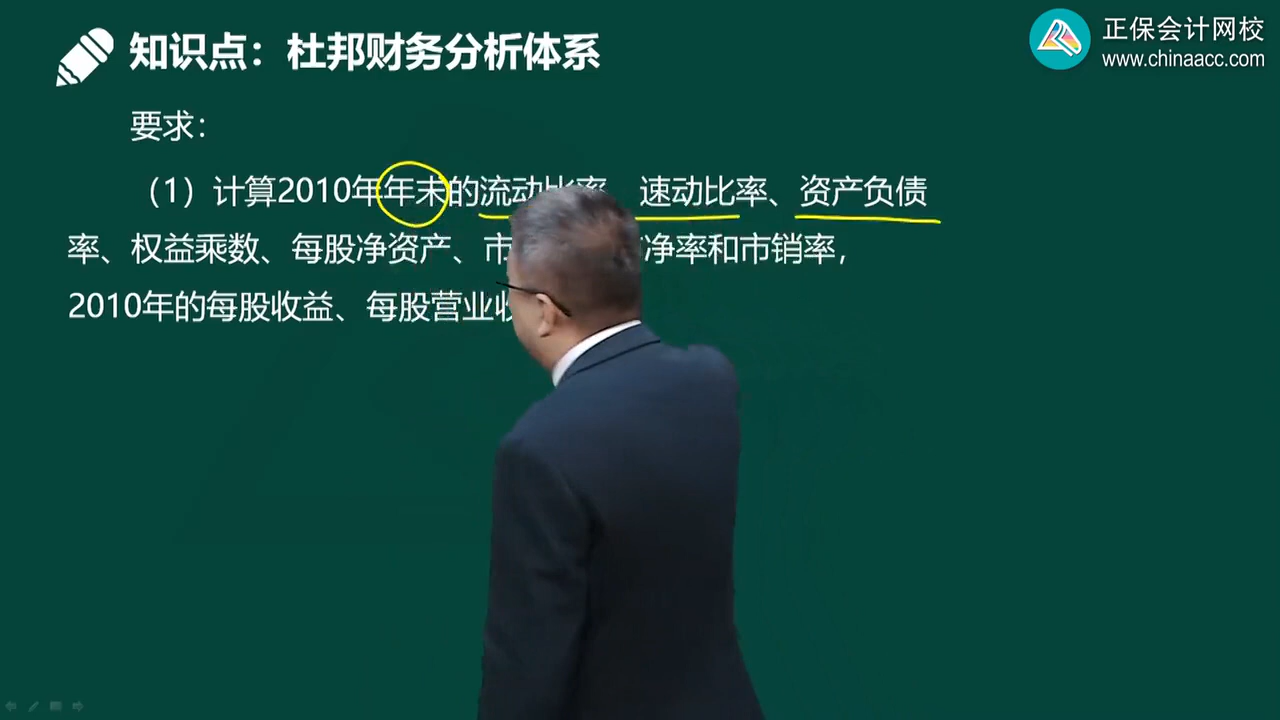 知识点：杜邦财务分析体系
正保会计网校
www.chinaacc.com
要求：
（1）计算2010年年末的流动比率、速动比率、资产负债
率、权益乘数、每股净资产、市净率和市销率，
2010年的每股收益、每股营业